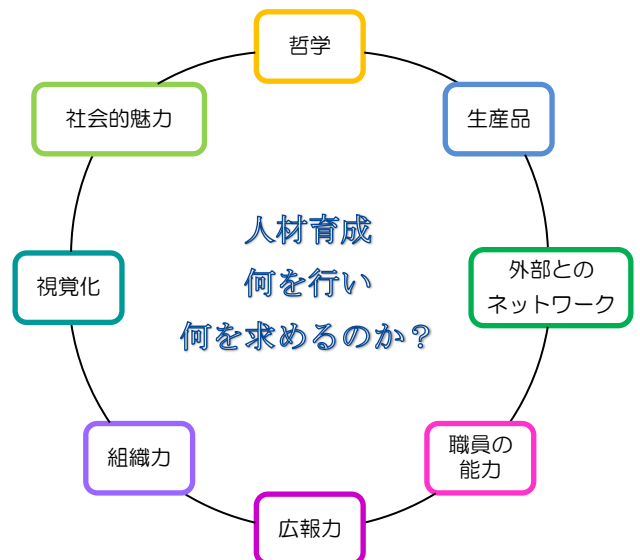 哲学
社会的魅力
生産品
人材育成
何を行い
何を求めるのか？
視覚化
外部との
ネットワーク
組織力
職員の
能力
広報力